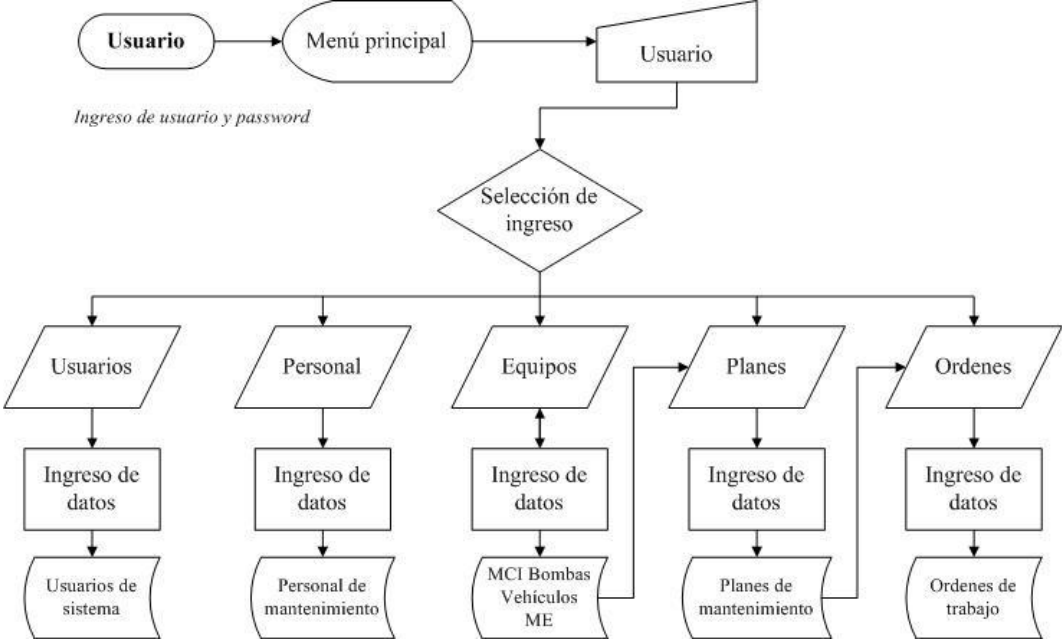 Usuario
Menú principal
Usuario
Ingreso de usuario y password
Selección de
ingreso
Usuarios
Personal
Equipos
Planes
Ordenes
Ingreso de
datos
Ingreso de
datos
Ingreso de
datos
Ingreso de
datos
Ingreso de
datos
Usuarios de
sistema
Personal de
mantenimiento
MCI Bombas
Vehículos
ME
Planes de
mantenimiento
Ordenes de
trabajo